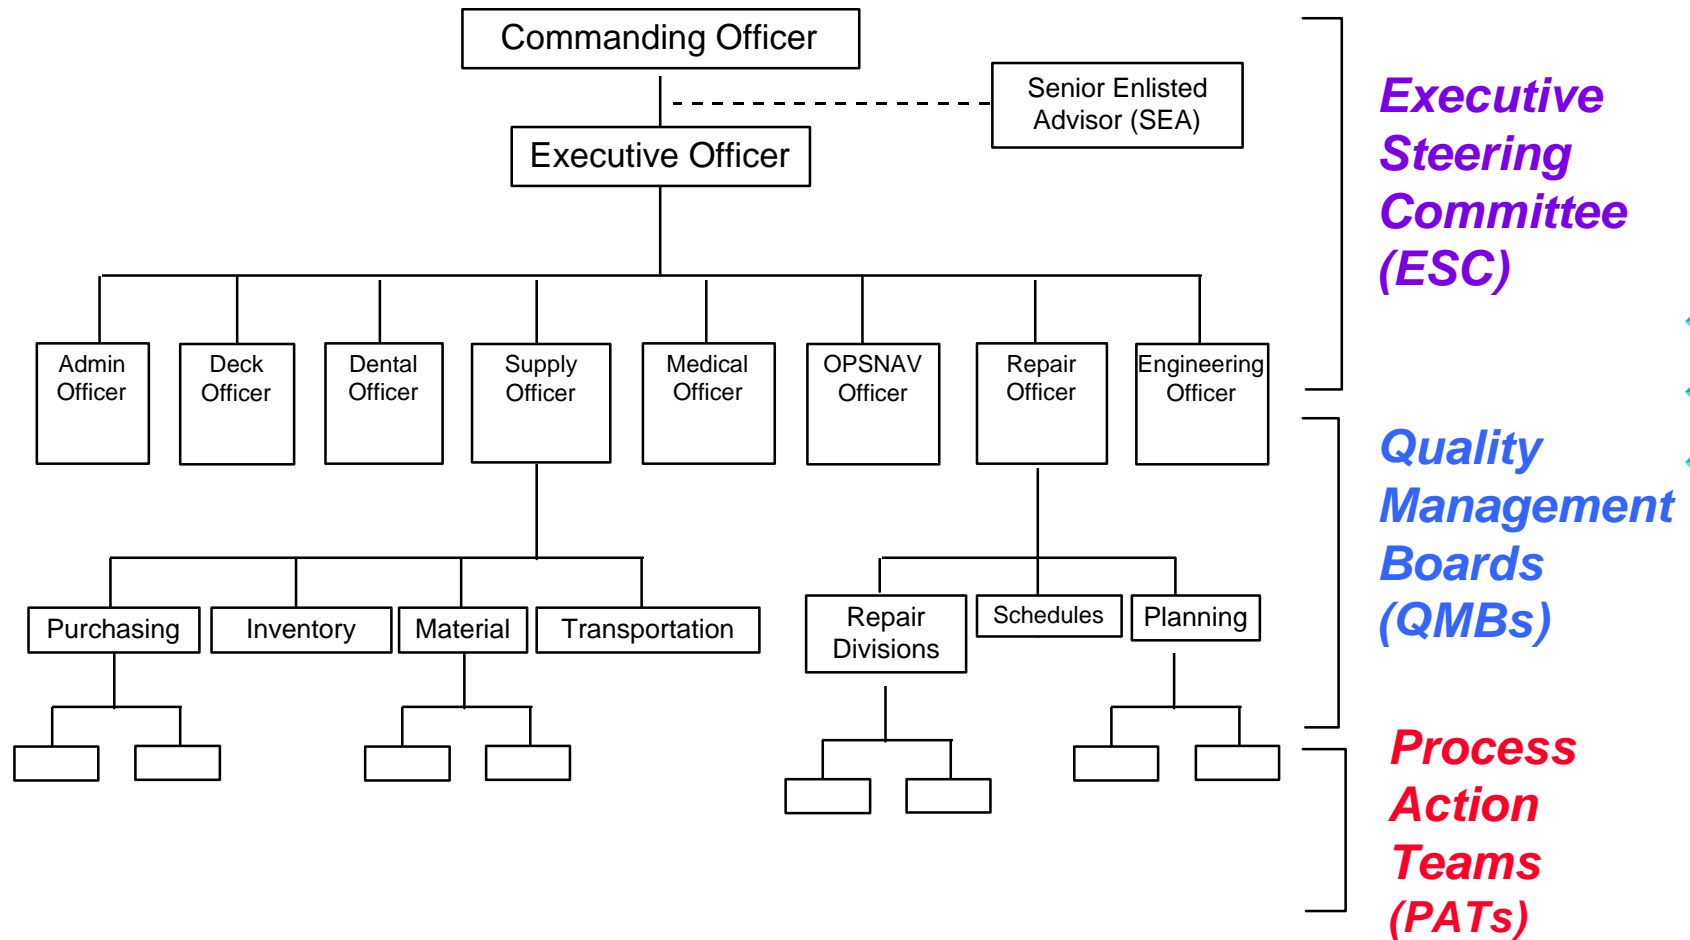 Commanding Officer
Senior Enlisted
Advisor (SEA)
Executive Officer
Executive
Steering
Committee
(ESC)
Admin
Officer
Deck
Officer
Dental
Officer
Supply
Officer
Medical
Officer
OPSNAV
Officer
Repair
Officer
Engineering
Officer
Quality
Management
Boards
(QMBs)
Purchasing
Inventory
Material
Transportation
Repair
Divisions
Schedules
Planning
Process
Action
Teams
(PATs)